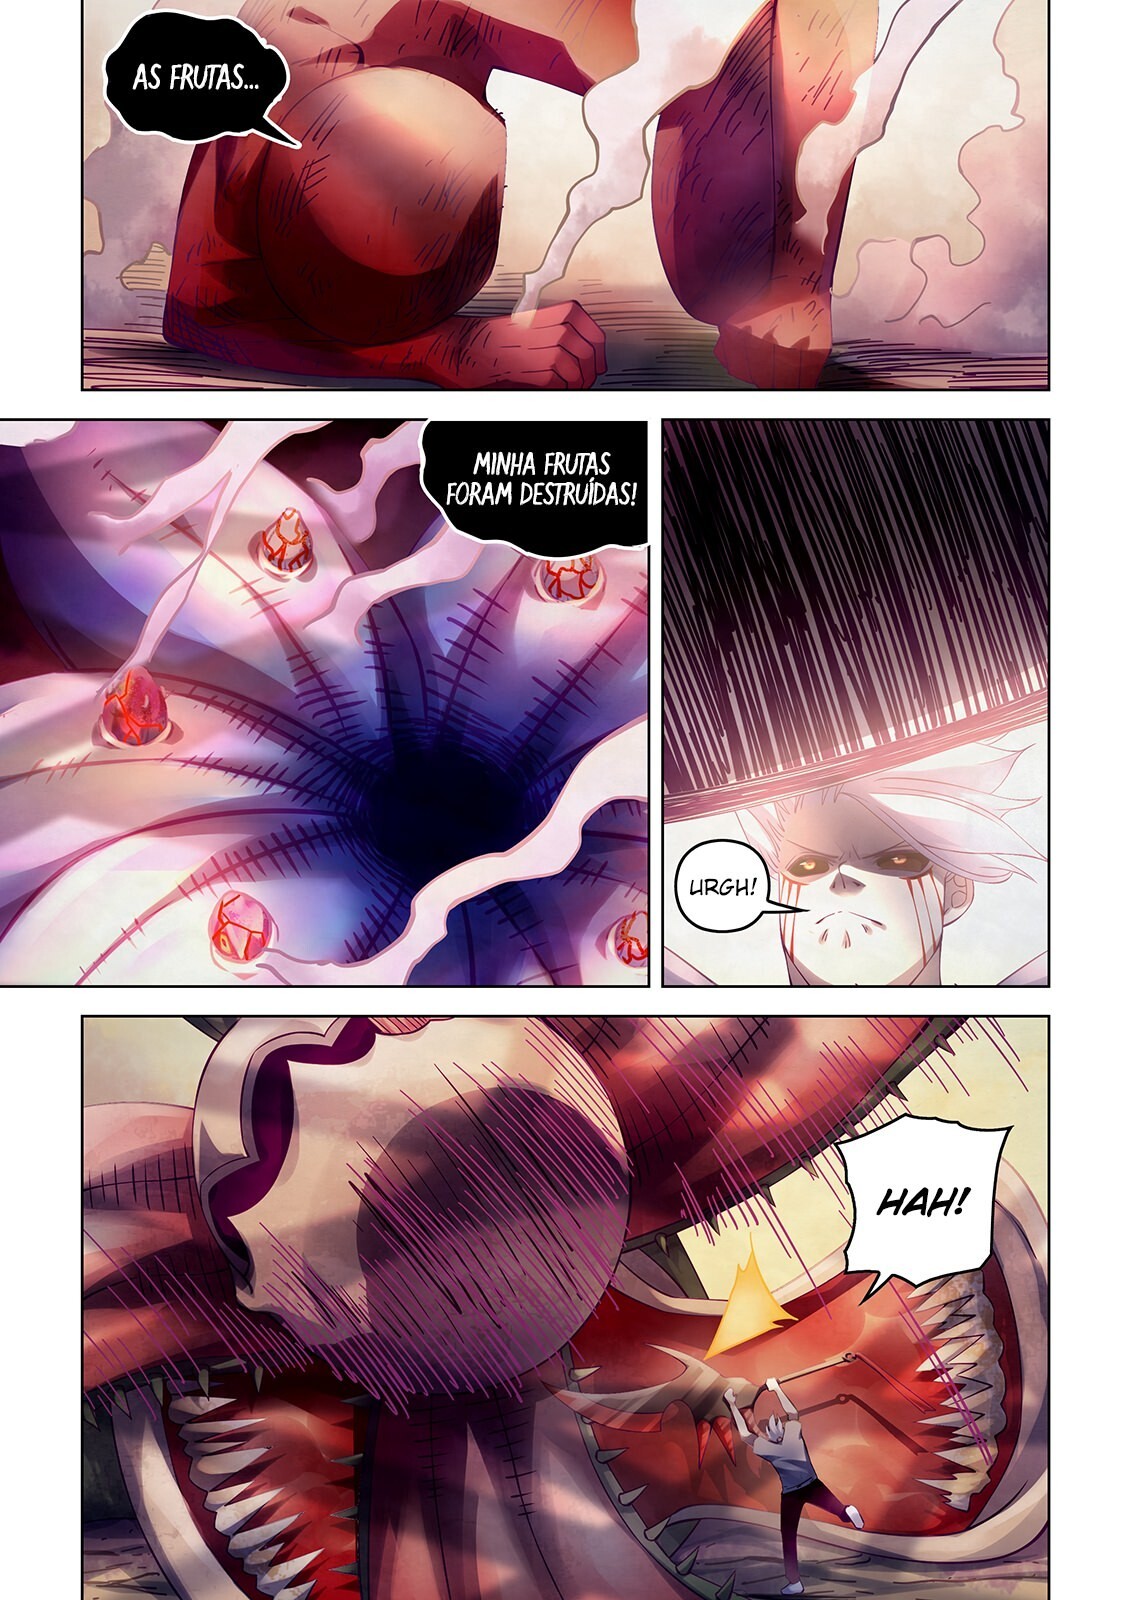 AS FRUTAS...
MINHA FRUTAS
FORAM DESTRUÍDAS!
URGH!
HAH!